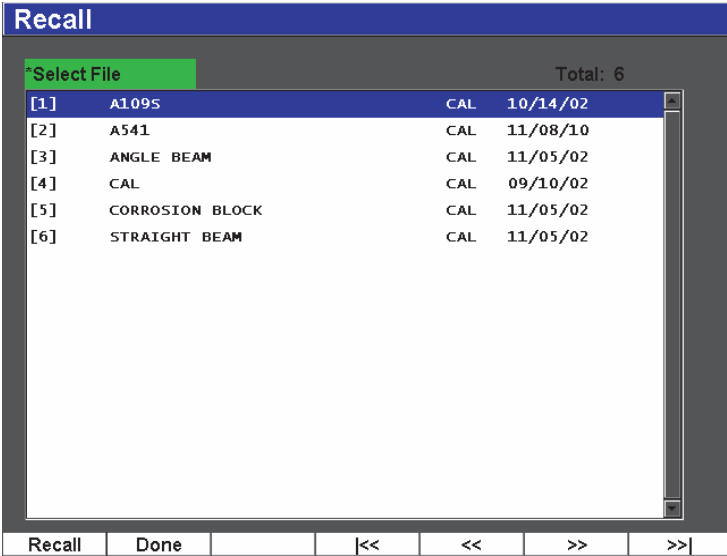 Recall
*Select File Total: 6
[1] A109S CAL 10/14/02
[2] A541 CAL 11/08/10
[3] ANGLE BEAM CAL 11/05/02
[4] CAL CAL 09/10/02
[5] CORROSION BLOCK CAL 11/05/02
[6] STRAIGHT BEAM CAL 11/05/02
Recall Done |<< << >> >>|